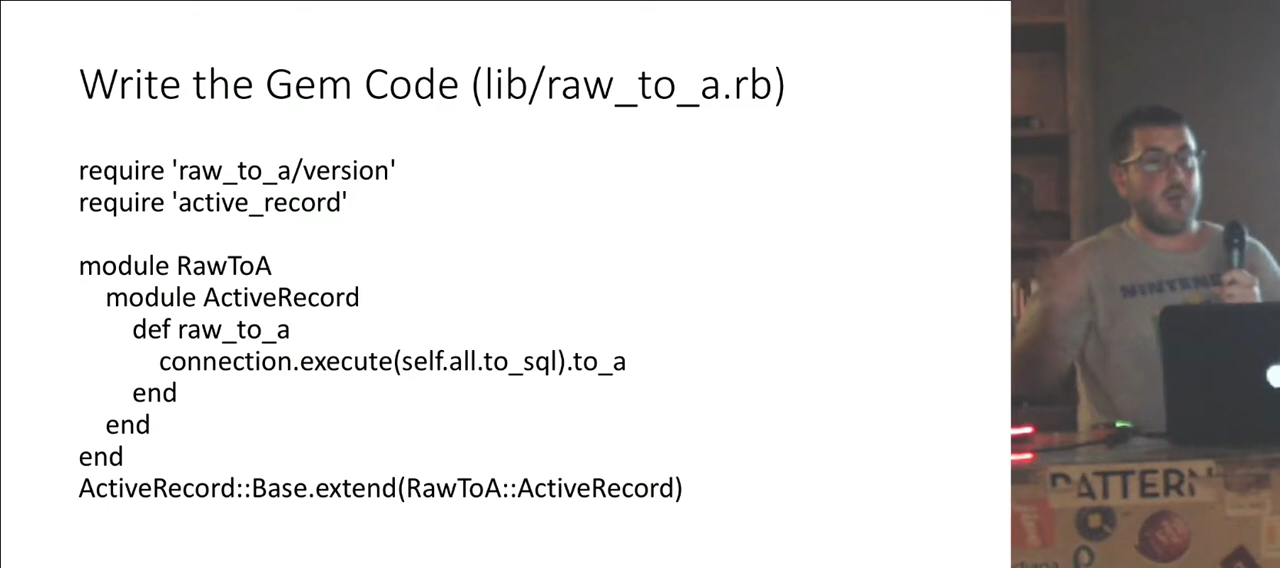 Write the Gem Code (lib/raw_to_a.rb)
require 'raw_to_a/version'
require 'active_record'
module RawToA
module ActiveRecord
def raw_to_a
connection.execute(self.all.to_sql).to_a
end
end
end
ActiveRecord::Base.extend(RawToA::ActiveRecord)
PATTERN